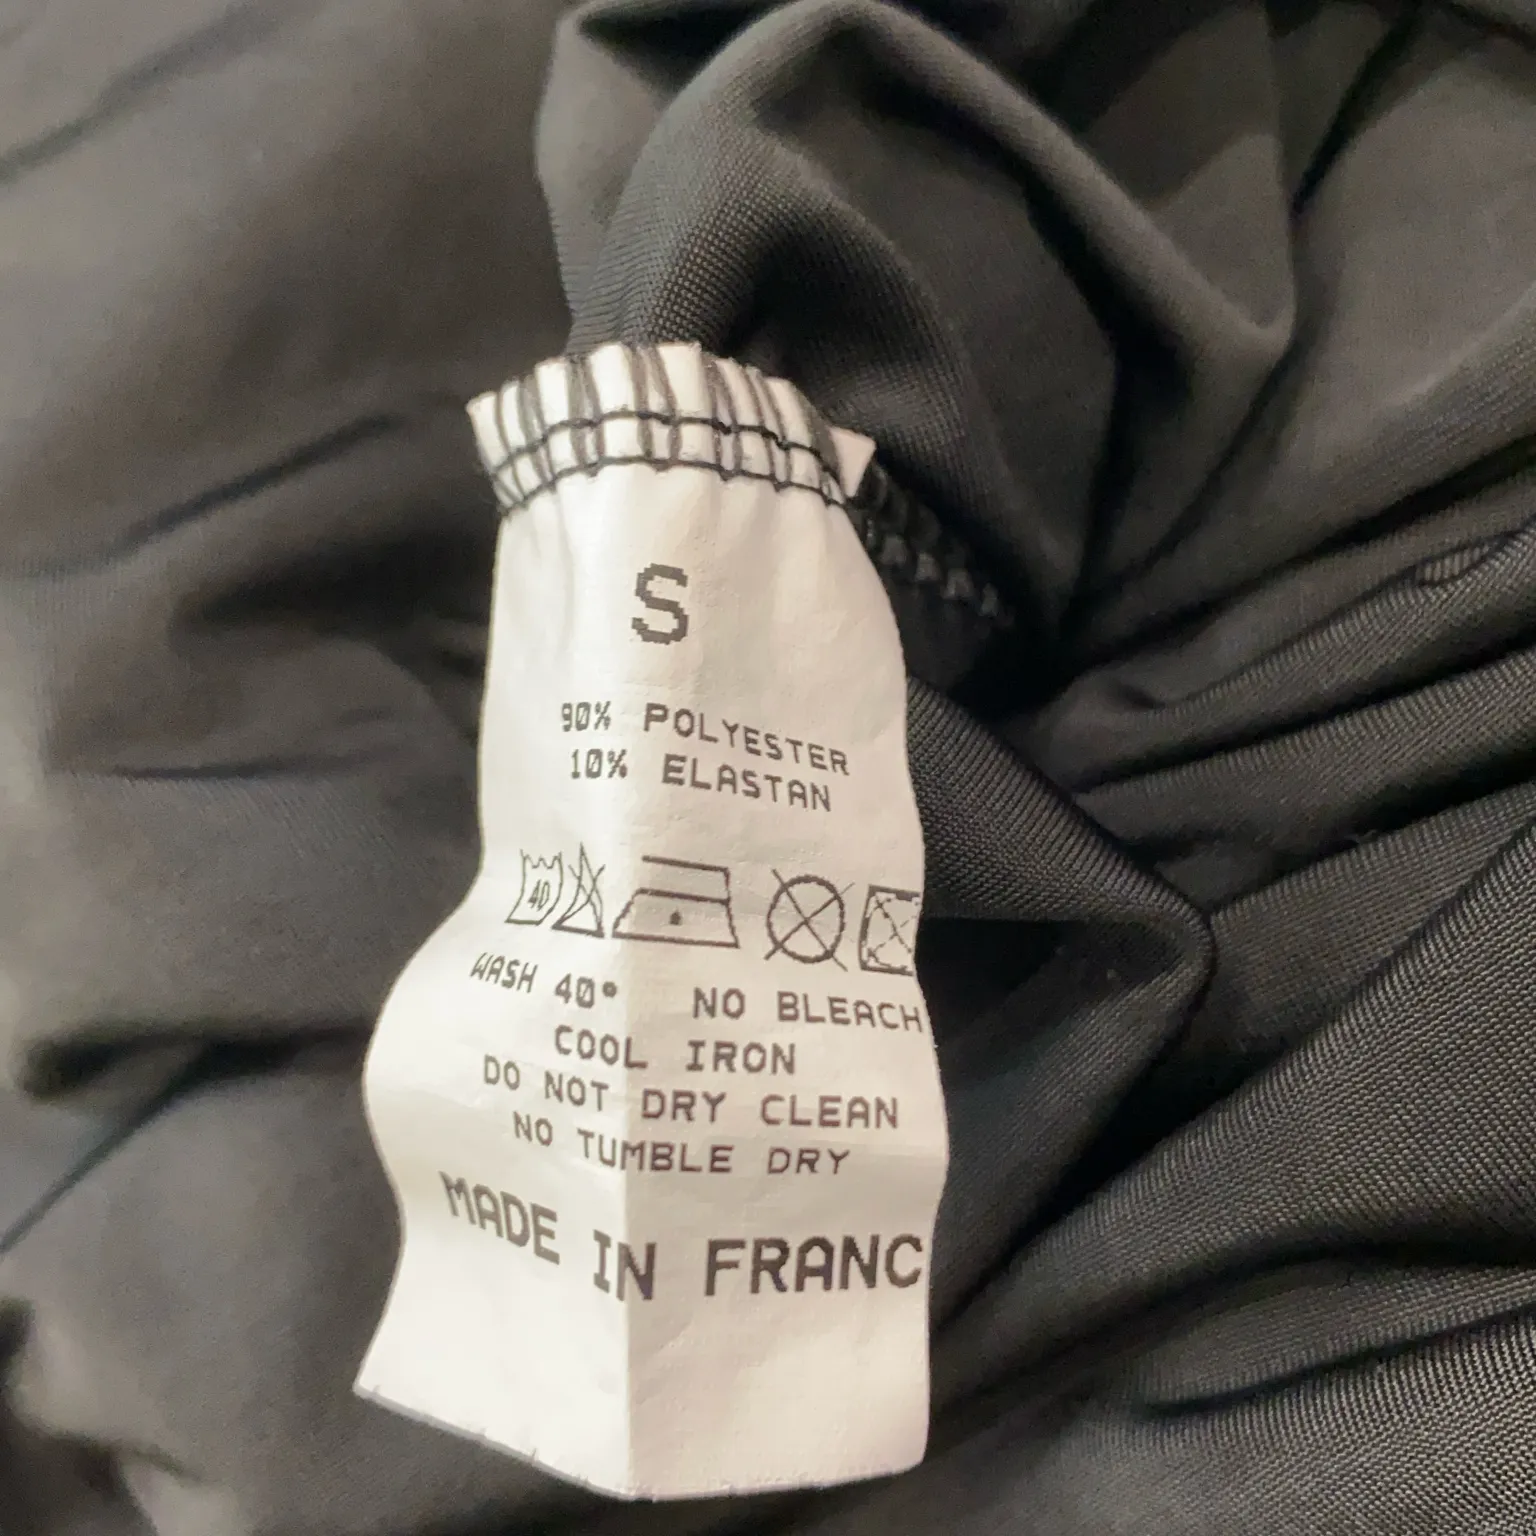 S
90% POLYESTER
10% ELASTAN
40
WASH 40° NO BLEACH
COOL IRON
DO NOT DRY CLEAN
NO TUMBLE DRY
MADE IN FRANC